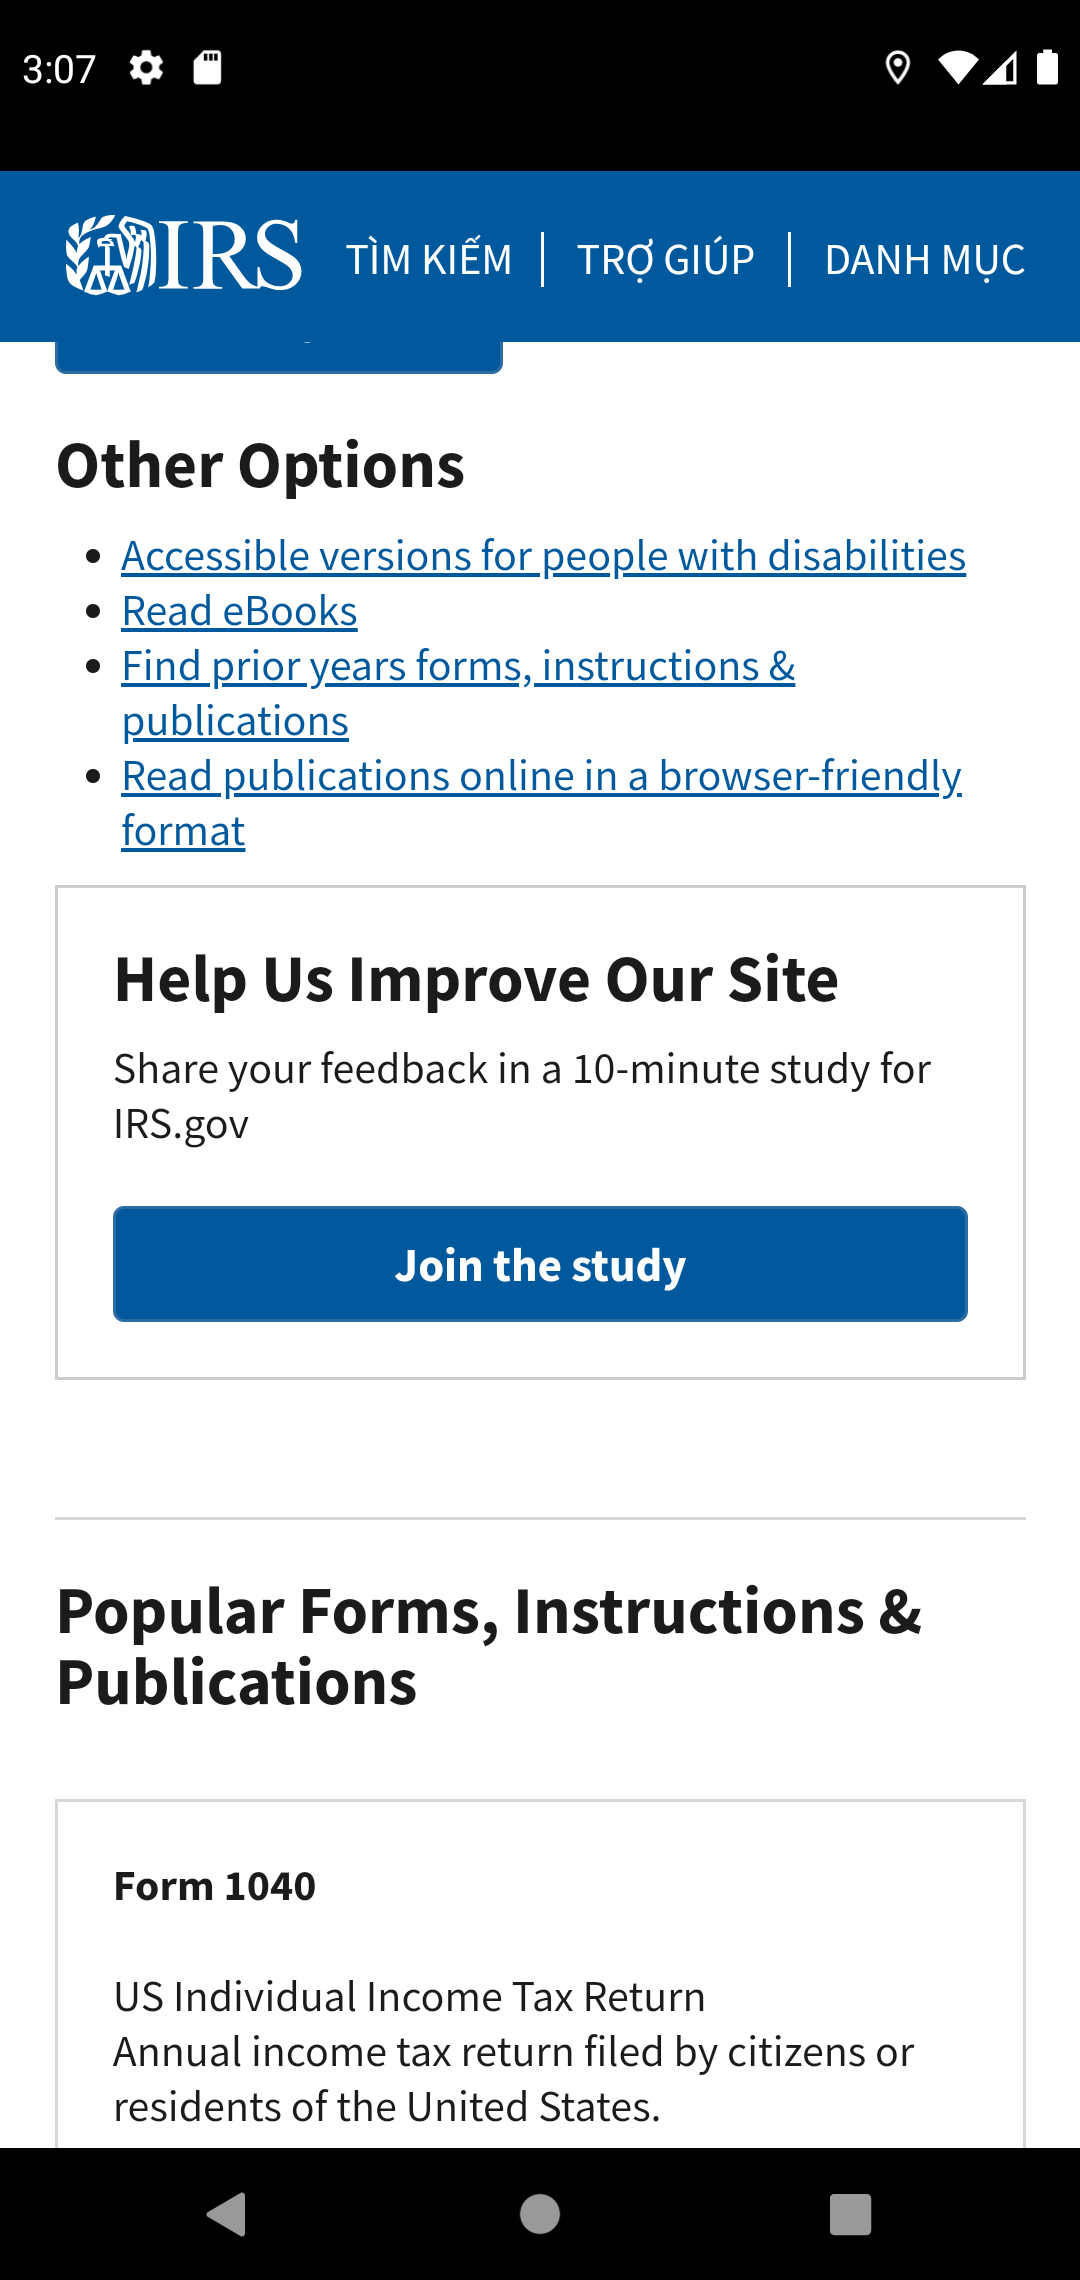 3:07
IRS
TÌM KIẾM
TRỢ GIÚP
DANH MỤC
Other Options
Accessible versions for people with disabilities
Read eBooks
Find prior years forms, instructions &
publications
Read publications online in a browser-friendly
format
Help Us Improve Our Site
Share your feedback in a 10-minute study for
IRS.gov
Join the study
Popular Forms, Instructions &
Publications
Form 1040
US Individual Income Tax Return
Annual income tax return filed by citizens or
residents of the United States.